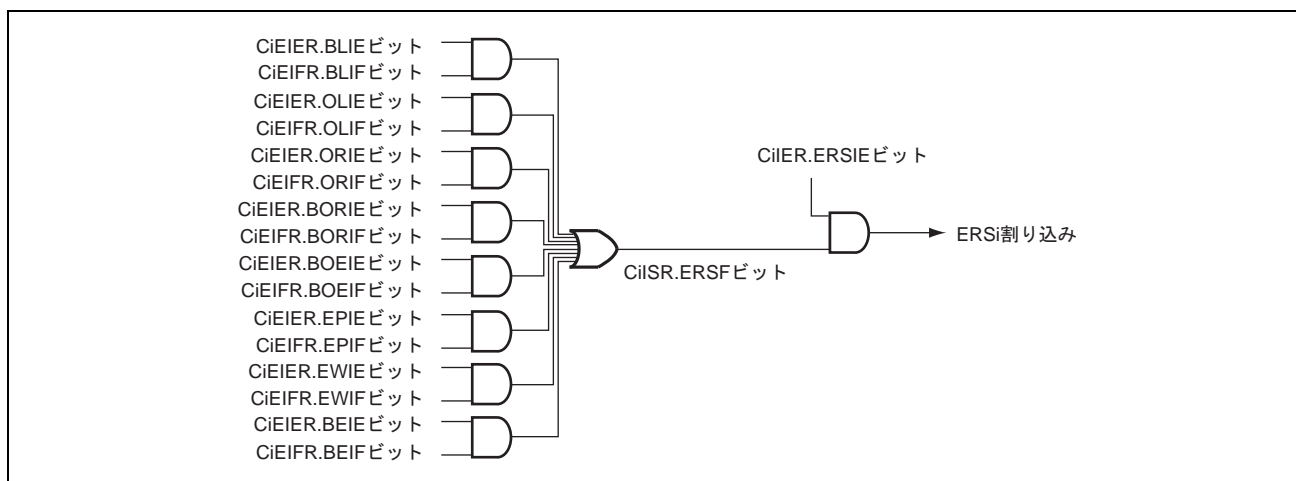 CiEIER.BLIEビット
CiEIFR.BLIFビット
CiEIER.OLIEビット
CiEIFR.OLIFビット
CiEIER.ORIEビット
CiEIFR.ORIFビット
CiEIER.BORIEビット
CiEIFR.BORIFビット
CiEIER.BOEIEビット
CiEIFR.BOEIFビット
CiEIER.EPIEビット
CiEIFR.EPIFビット
CiEIER.EWIEビット
CiEIFR.EWIFビット
CiEIER.BEIEビット
CiEIFR.BEIFビット
CiISR.ERSFビット
CiIER.ERSIEビット
ERSi割り込み